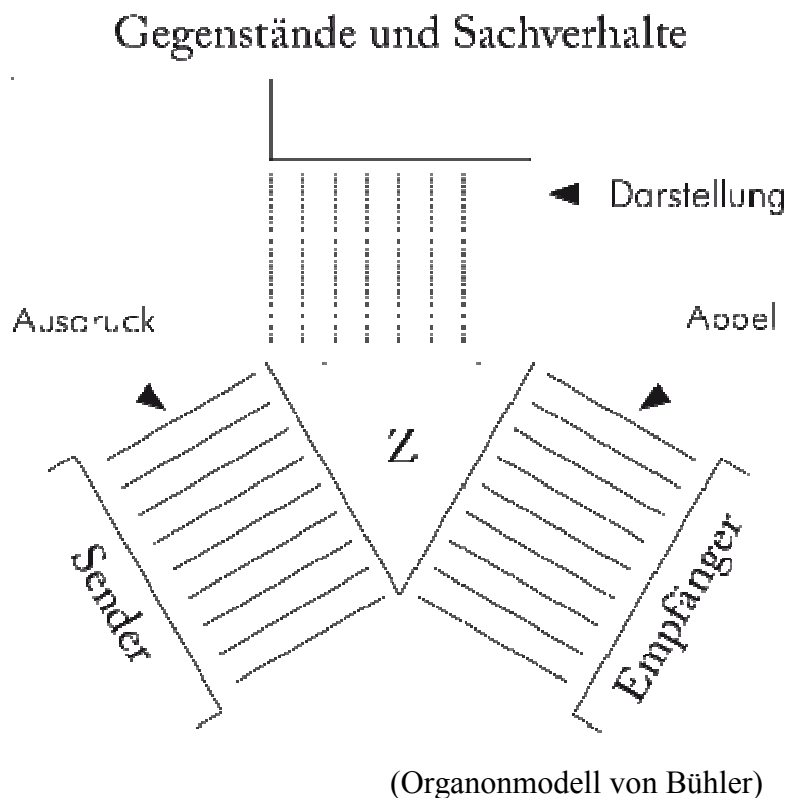 Gegenstände und Sachverhalte
Darstellung
Ausdruck
Appel
Z
Sender
Empfänger
(Organonmodell von Bühler)